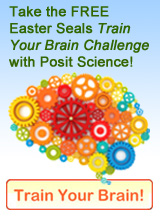 Take the FREE
Easter Seals Train
Your Brain Challenge
with Posit Science!
Train Your Brain!